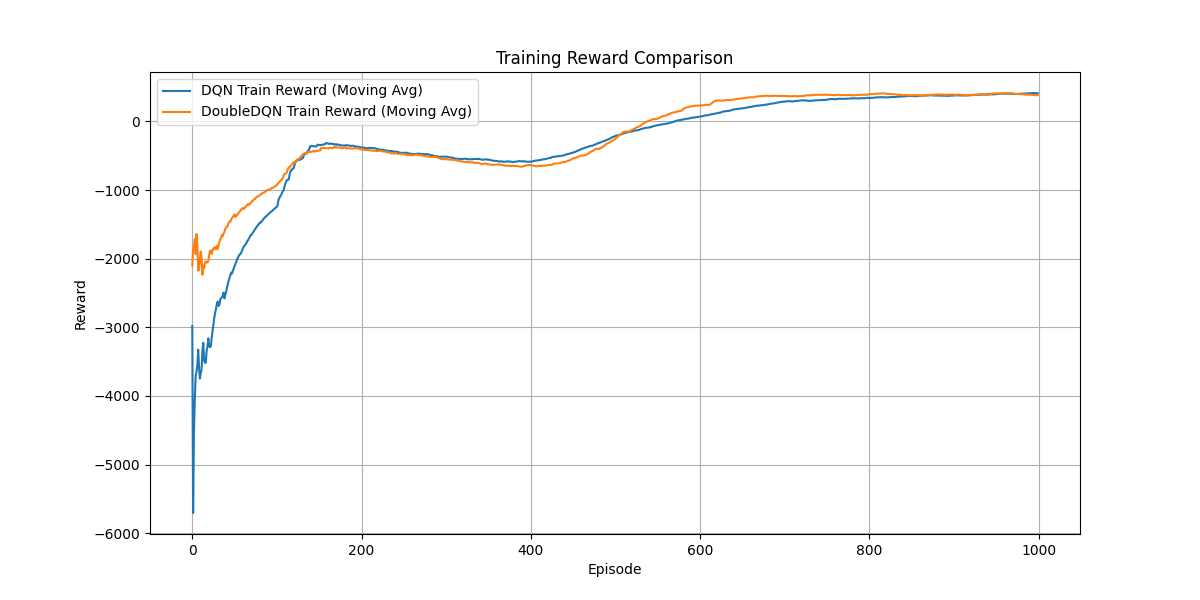 Training Reward Comparison
DQN Train Reward (Moving Avg)
DoubleDQN Train Reward (Moving Avg)
Reward
0
−1000
−2000
−3000
−4000
−5000
−6000
0 200 400 600 800 1000
Episode